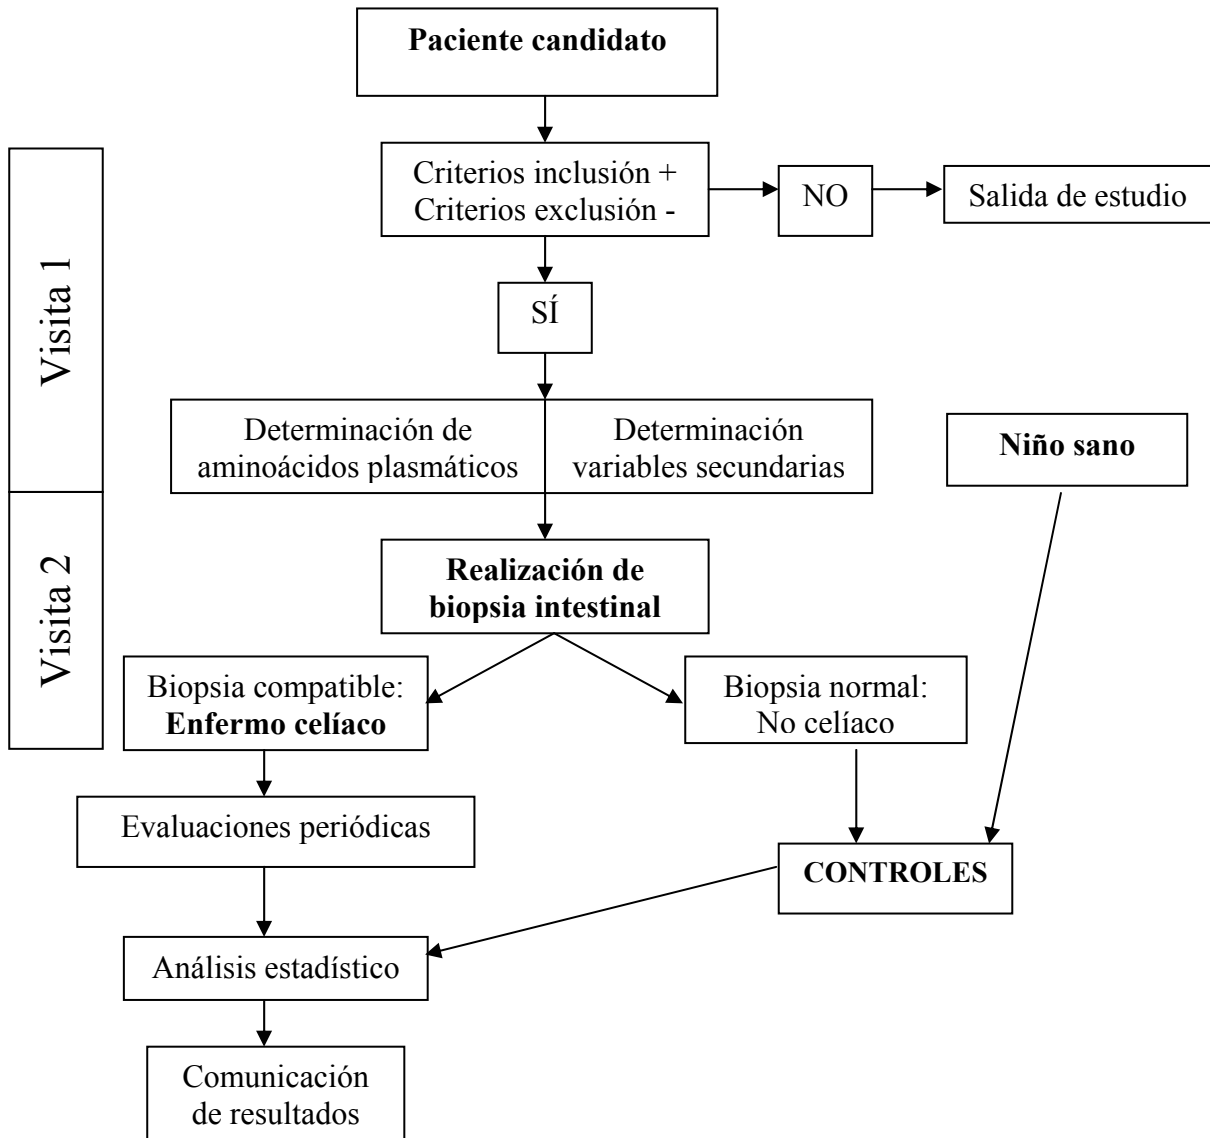 Paciente candidato
Criterios inclusión +
Criterios exclusión -
NO
Salida de estudio
Visita 1
SÍ
Determinación de
aminoácidos plasmáticos
Determinación
variables secundarias
Niño sano
Visita 2
Realización de
biopsia intestinal
Biopsia compatible:
Enfermo celíaco
Biopsia normal:
No celíaco
Evaluaciones periódicas
CONTROLES
Análisis estadístico
Comunicación
de resultados